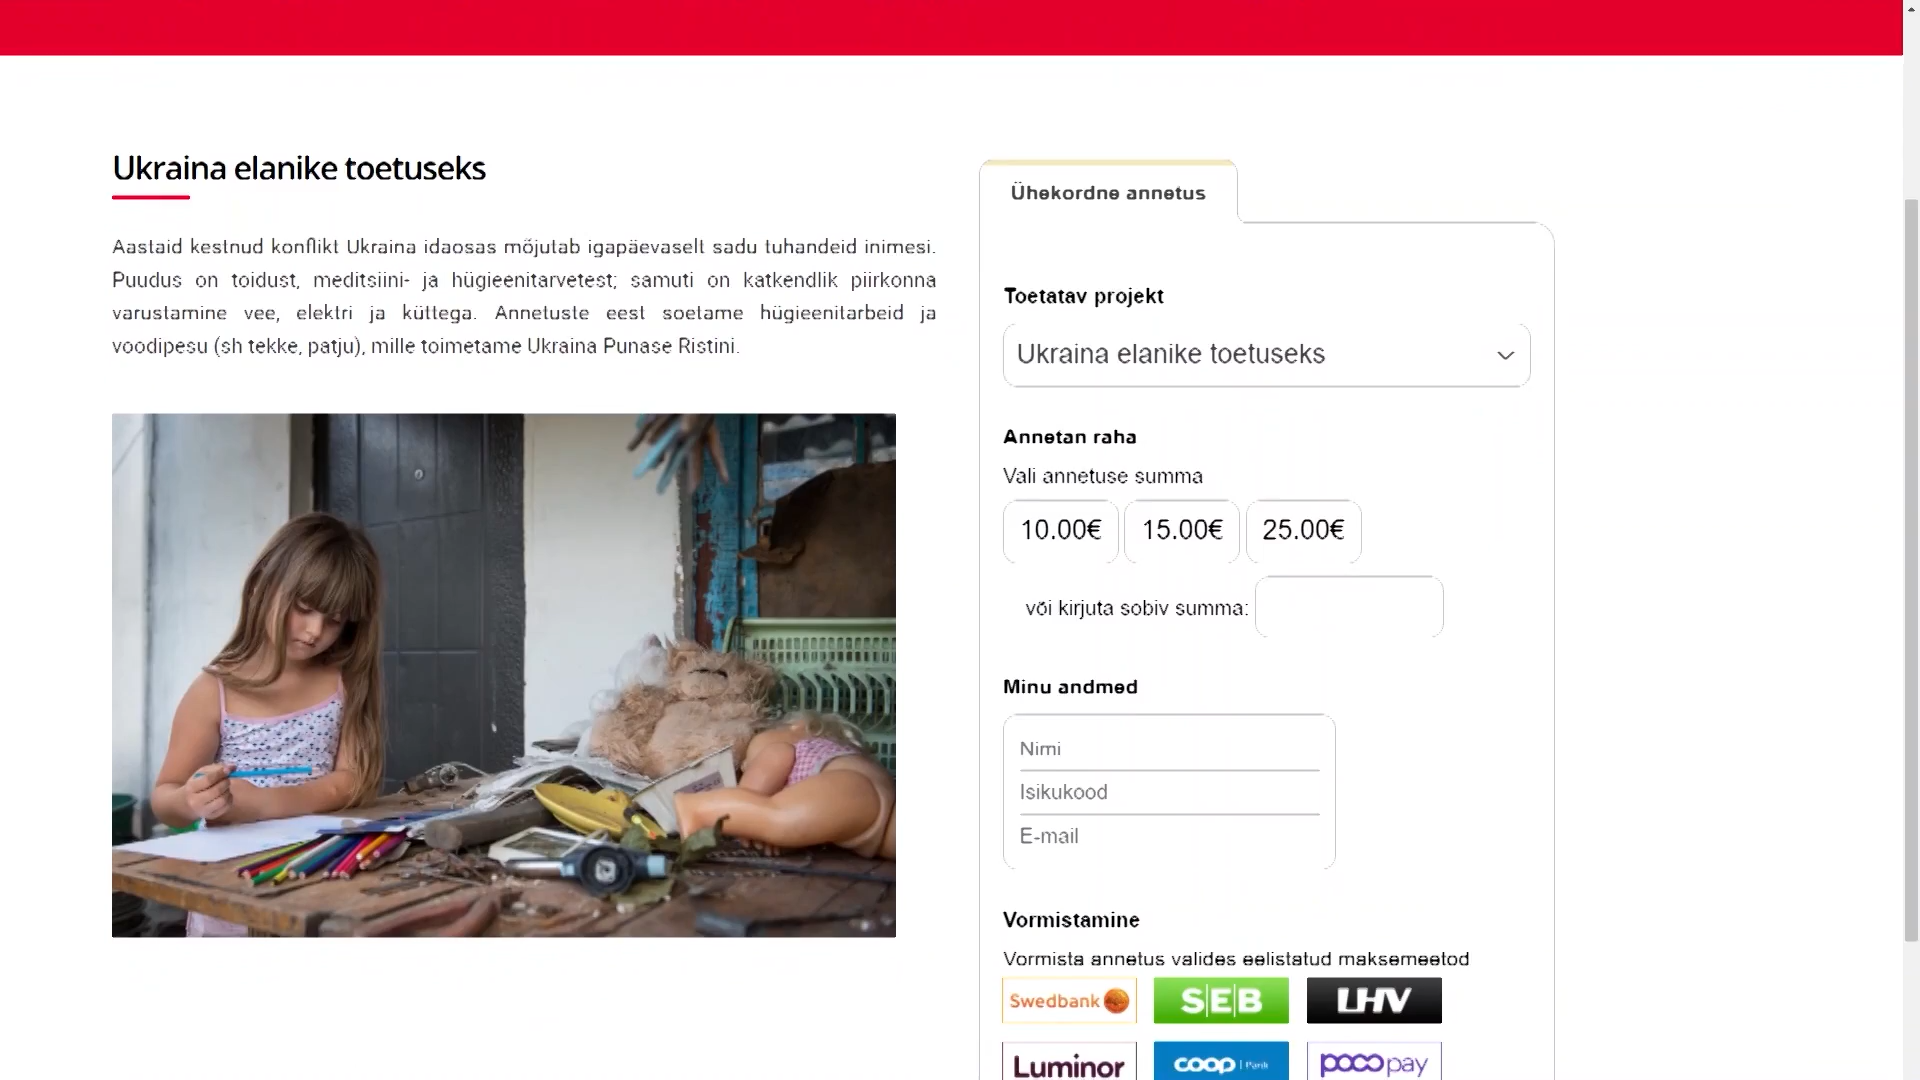 Ukraina elanike toetuseks
Aastaid kestnud konflikt Ukraina idaosas mõjutab igapäevaselt sadu tuhandeid inimesi.
Puudus on toidust, meditsiini- ja hügieenitarvetest; samuti on katkendlik piirkonna
varustamine vee, elektri ja küttega. Annetuste eest soetame hügieenitarbeid ja
voodipesu (sh tekke, patju), mille toimetame Ukraina Punase Ristini.
Ühekordne annetus
Toetatav projekt
Ukraina elanike toetuseks
Annetan raha
Vali annetuse summa
10.00€ 15.00€ 25.00€
või kirjuta sobiv summa:
Minu andmed
Nimi
Isikukood
E-mail
Vormistamine
Vormista annetus valides eelistatud maksemeetod
Swedbank SEB LHV
Luminor coop | Pank pocopay